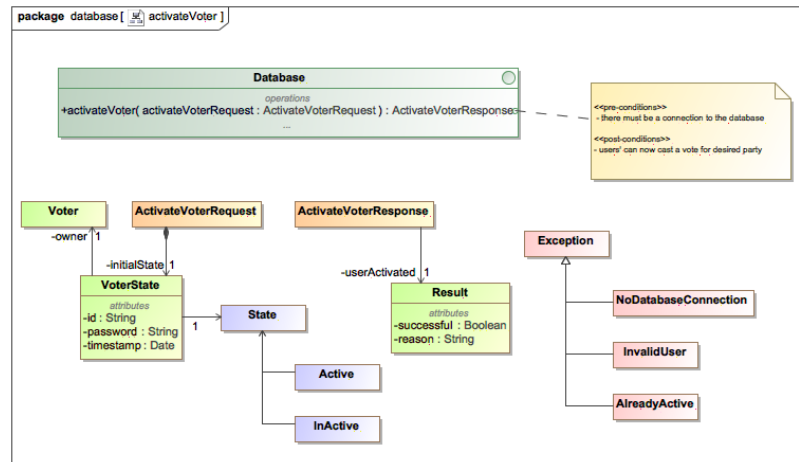 package database [ activateVoter ]
Database
operations
+activateVoter( activateVoterRequest : ActivateVoterRequest ) : ActivateVoterResponse
...
<<pre-conditions>>
- there must be a connection to the database
<<post-conditions>>
- users' can now cast a vote for desired party
Voter
ActivateVoterRequest
ActivateVoterResponse
-owner 1
-initialState 1
-userActivated 1
Exception
VoterState
attributes
-id : String
-password : String
-timestamp : Date
1
State
Result
attributes
-successful : Boolean
-reason : String
NoDatabaseConnection
InvalidUser
Active
AlreadyActive
InActive